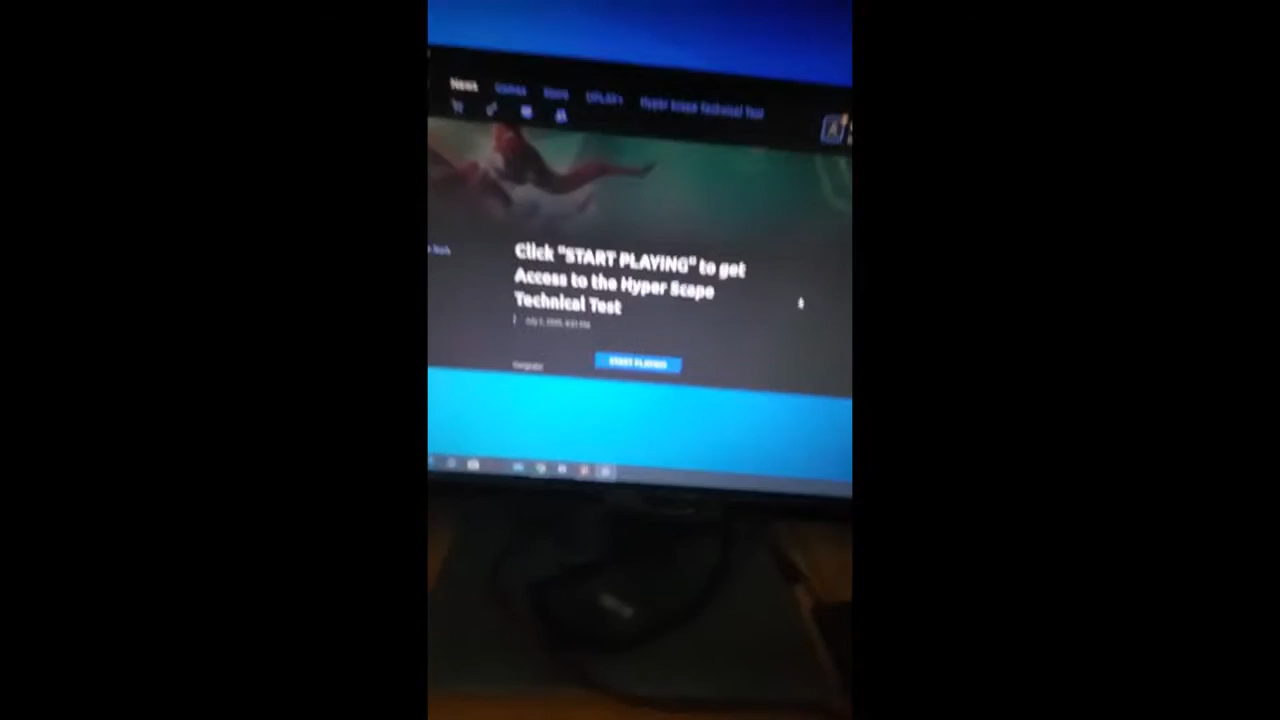 News Games Store UPLAY+ Hyper Scape Technical Test
Click "START PLAYING" to get
Access to the Hyper Scape
Technical Test
START PLAYING